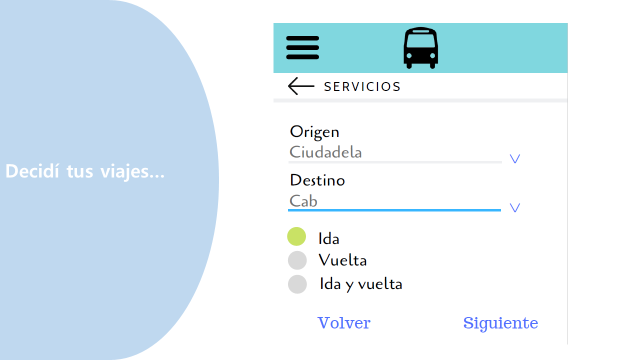 Decidí tus viajes...
SERVICIOS
Origen
Ciudadela
Destino
Cab
Ida
Vuelta
Ida y vuelta
Volver
Siguiente